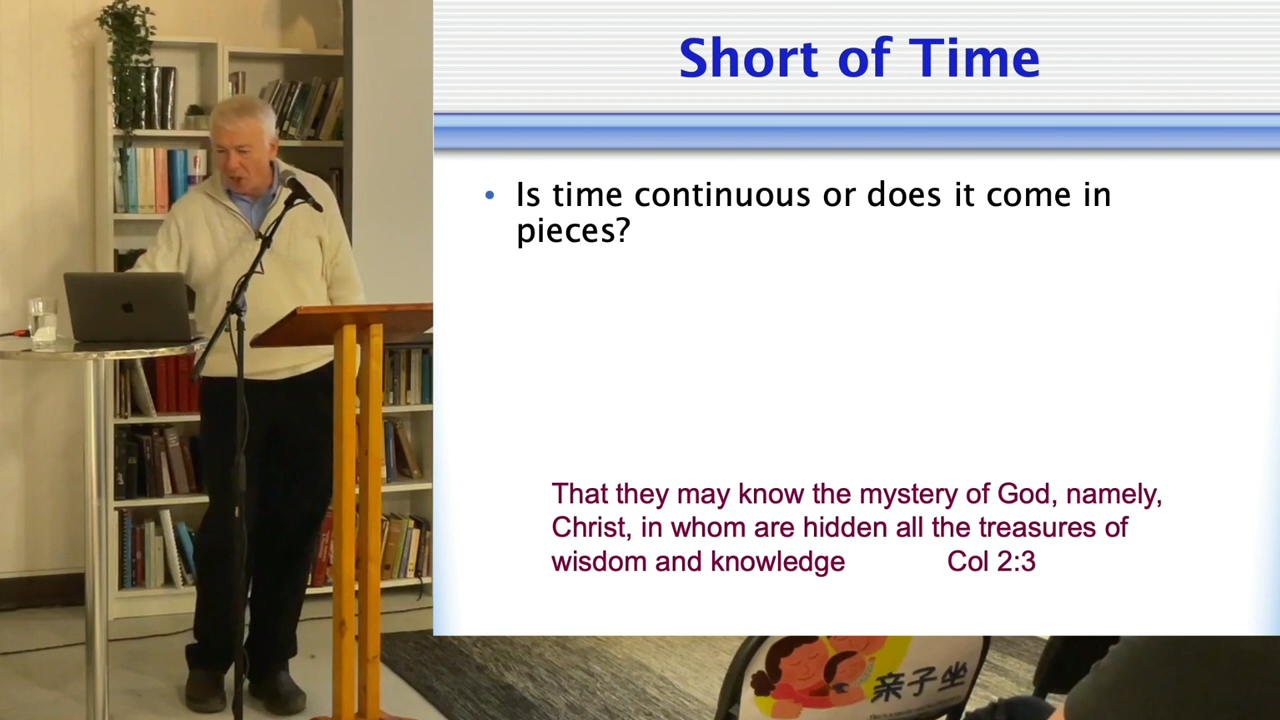 Short of Time
• Is time continuous or does it come in
pieces?
That they may know the mystery of God, namely,
Christ, in whom are hidden all the treasures of
wisdom and knowledge Col 2:3
亲子坐